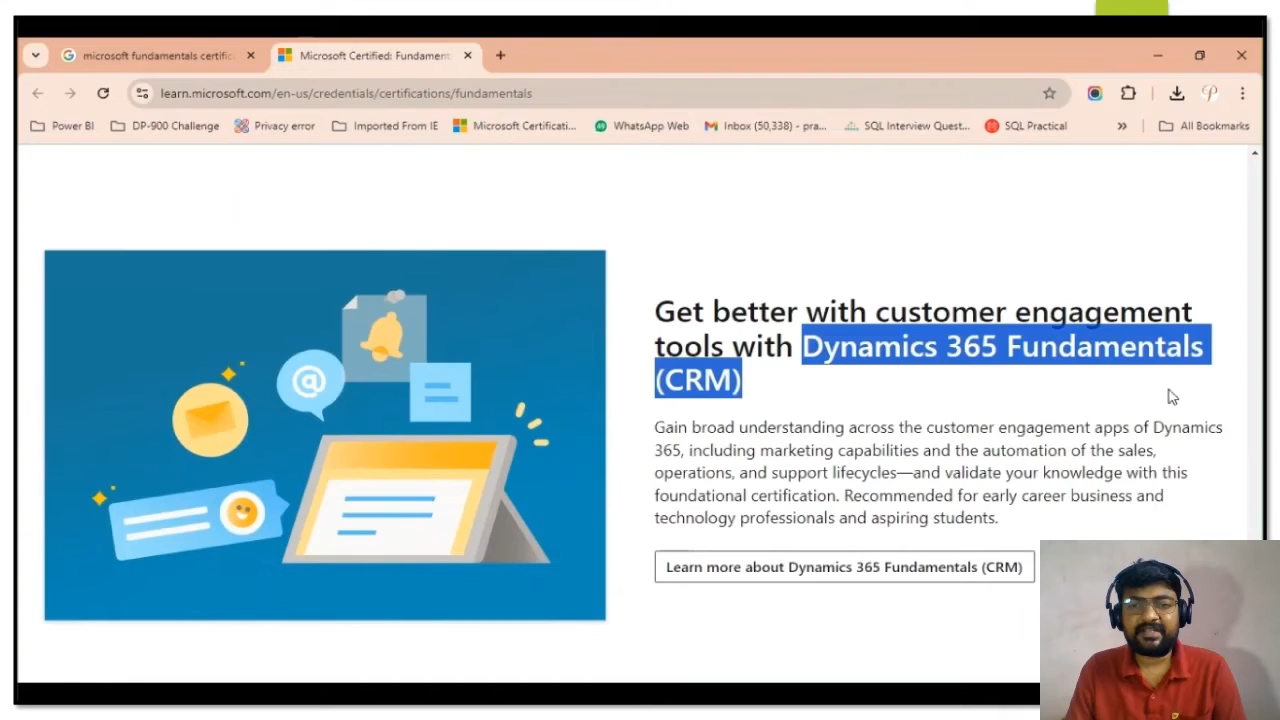 microsoft fundamentals certific
Microsoft Certified: Fundament
learn.microsoft.com/en-us/credentials/certifications/fundamentals
Power BI
DP-900 Challenge
Privacy error
Imported From IE
Microsoft Certificati...
WhatsApp Web
Inbox (50,338) - pra...
SQL Interview Quest...
SQL Practical
»
All Bookmarks
@
Get better with customer engagement
tools with Dynamics 365 Fundamentals
(CRM)
Gain broad understanding across the customer engagement apps of Dynamics
365, including marketing capabilities and the automation of the sales,
operations, and support lifecycles—and validate your knowledge with this
foundational certification. Recommended for early career business and
technology professionals and aspiring students.
Learn more about Dynamics 365 Fundamentals (CRM)